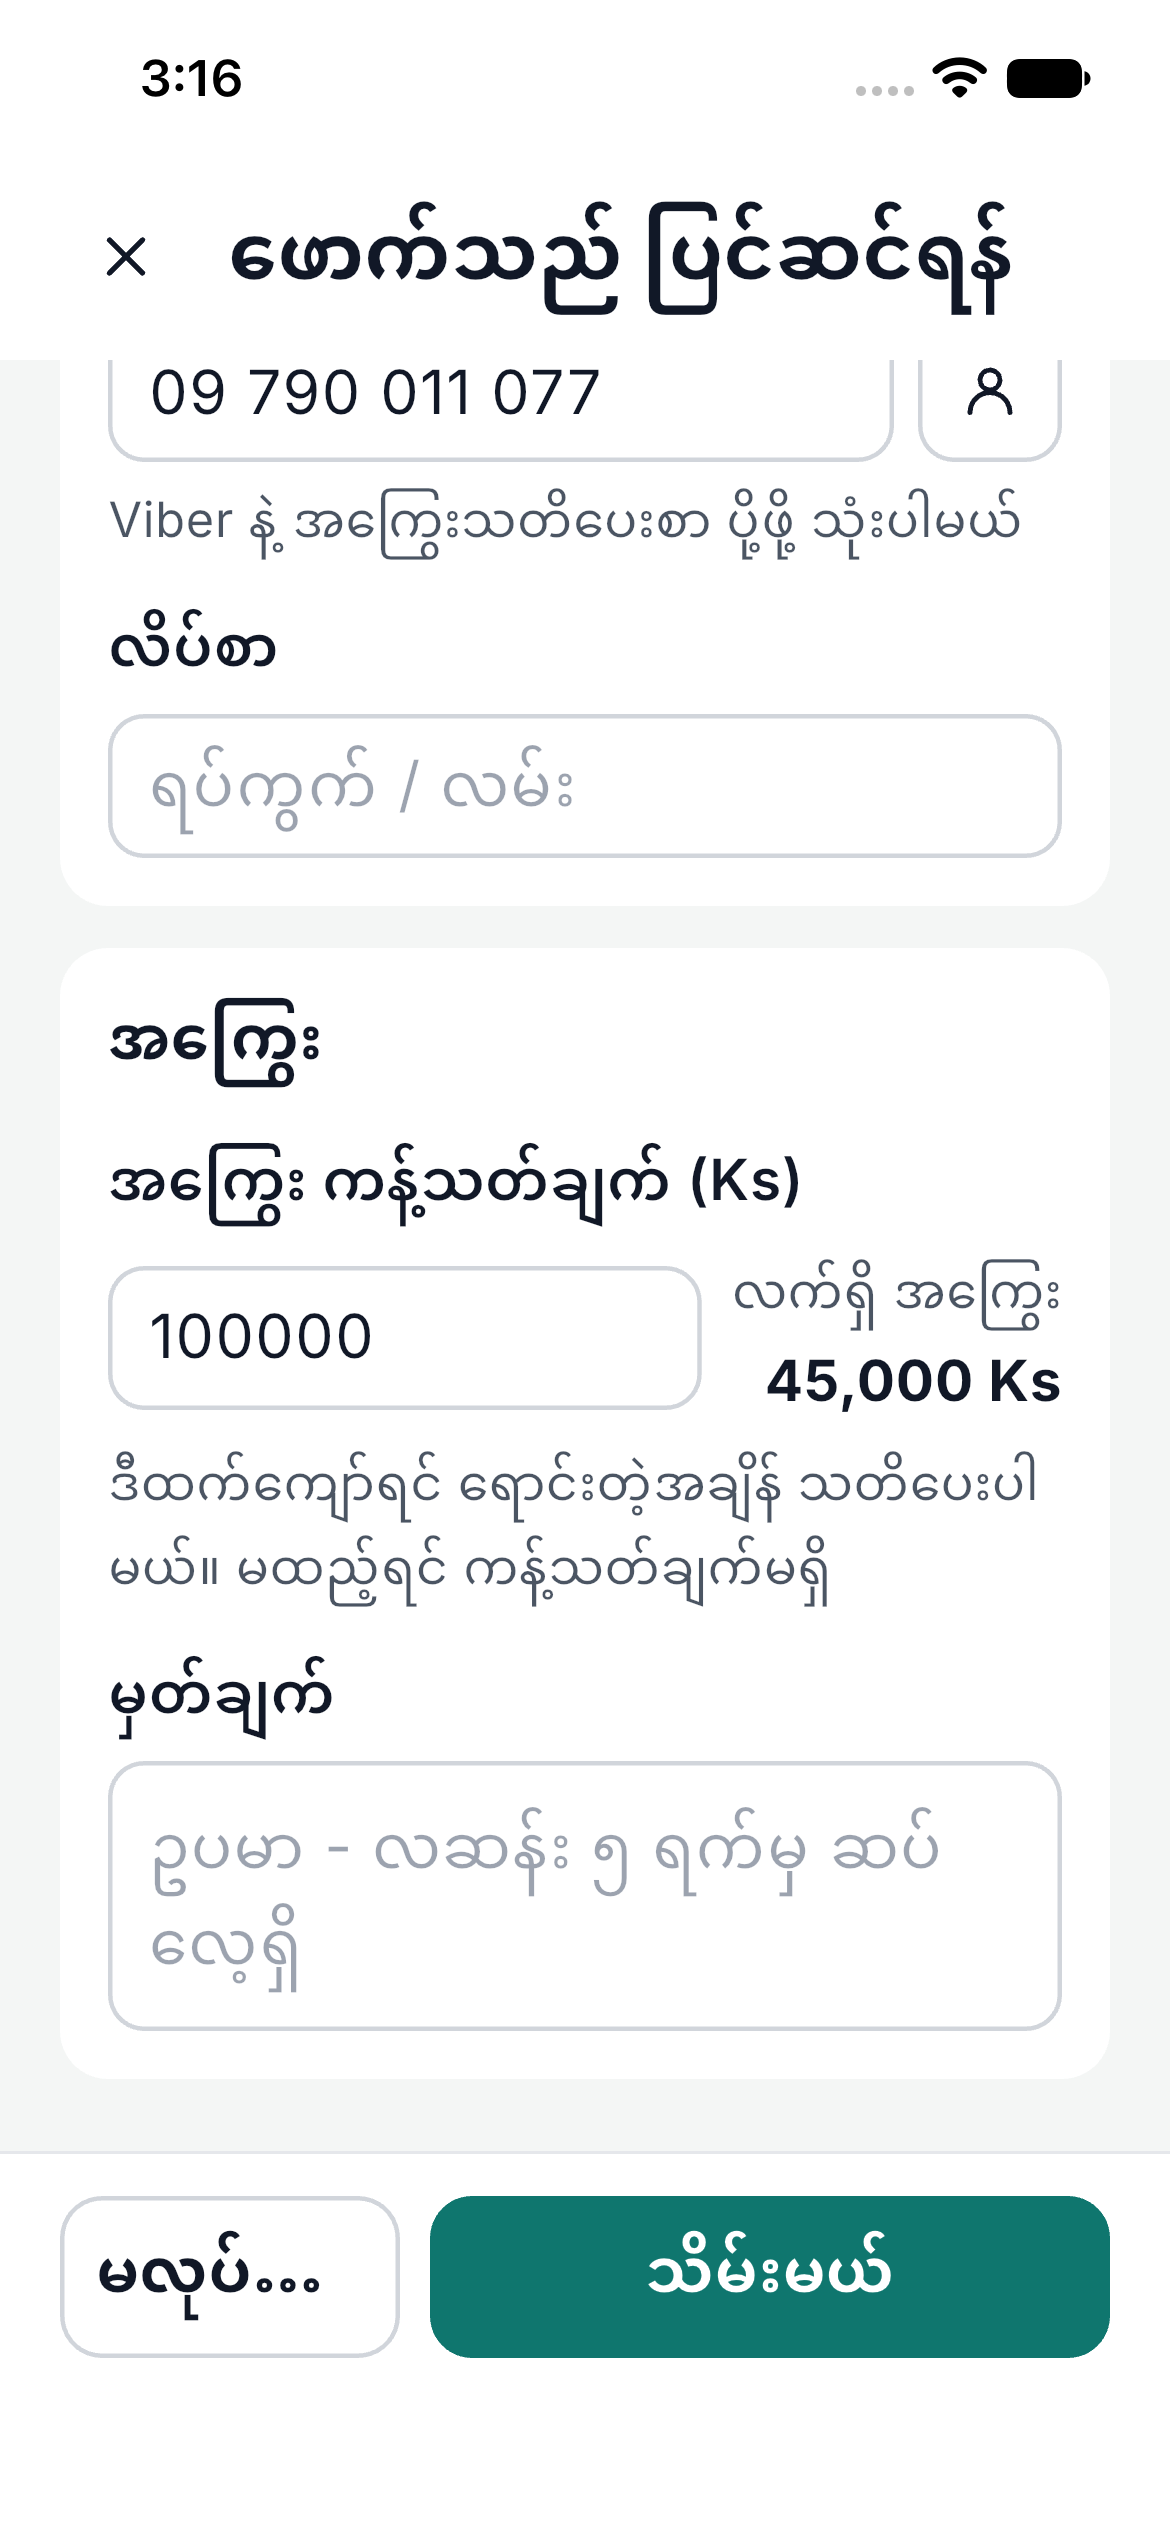 3:16
ဖောက်သည် ပြင်ဆင်ရန်
09 790 011 077
Viber နဲ့ အကြွေးသတိပေးစာ ပို့ဖို့ သုံးပါမယ်
လိပ်စာ
ရပ်ကွက် / လမ်း
အကြွေး
အကြွေး ကန့်သတ်ချက် (Ks)
100000
လက်ရှိ အကြွေး
45,000 Ks
ဒီထက်ကျော်ရင် ရောင်းတဲ့အချိန် သတိပေးပါ
မယ်။ မထည့်ရင် ကန့်သတ်ချက်မရှိ
မှတ်ချက်
ဥပမာ - လဆန်း ၅ ရက်မှ ဆပ်
လေ့ရှိ
မလုပ်...
သိမ်းမယ်